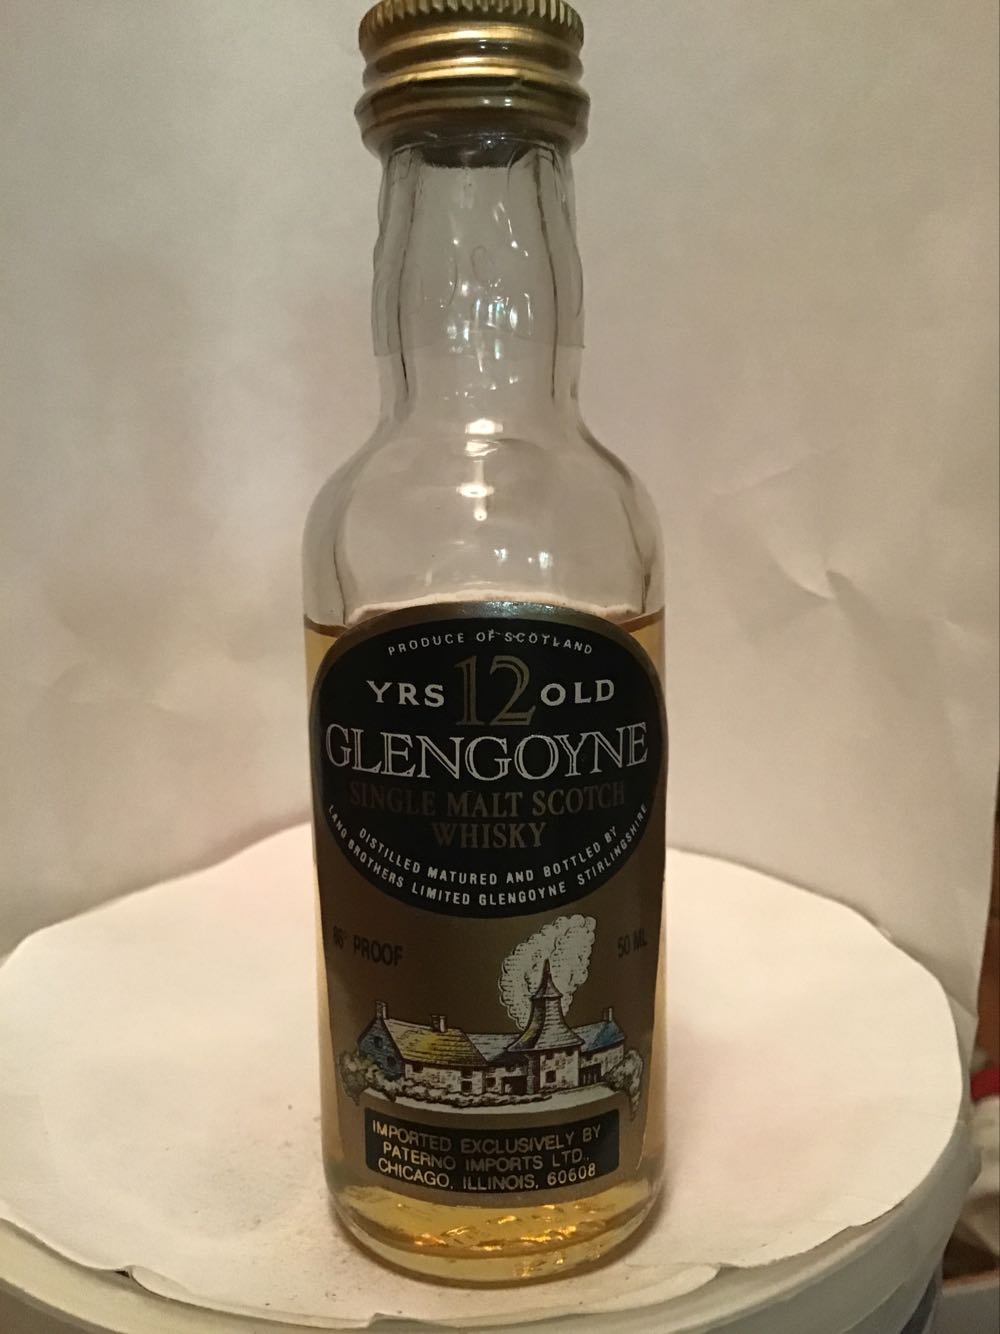 PRODUCE OF SCOTLAND
YRS 12 OLD
GLENGOYNE
SINGLE MALT SCOTCH
WHISKY
DISTILLED MATURED AND BOTTLED BY
LANG BROTHERS LIMITED GLENGOYNE STIRLINGSHIRE
86° PROOF
50 ML
IMPORTED EXCLUSIVELY BY
PATERNO IMPORTS LTD.
CHICAGO, ILLINOIS, 60608